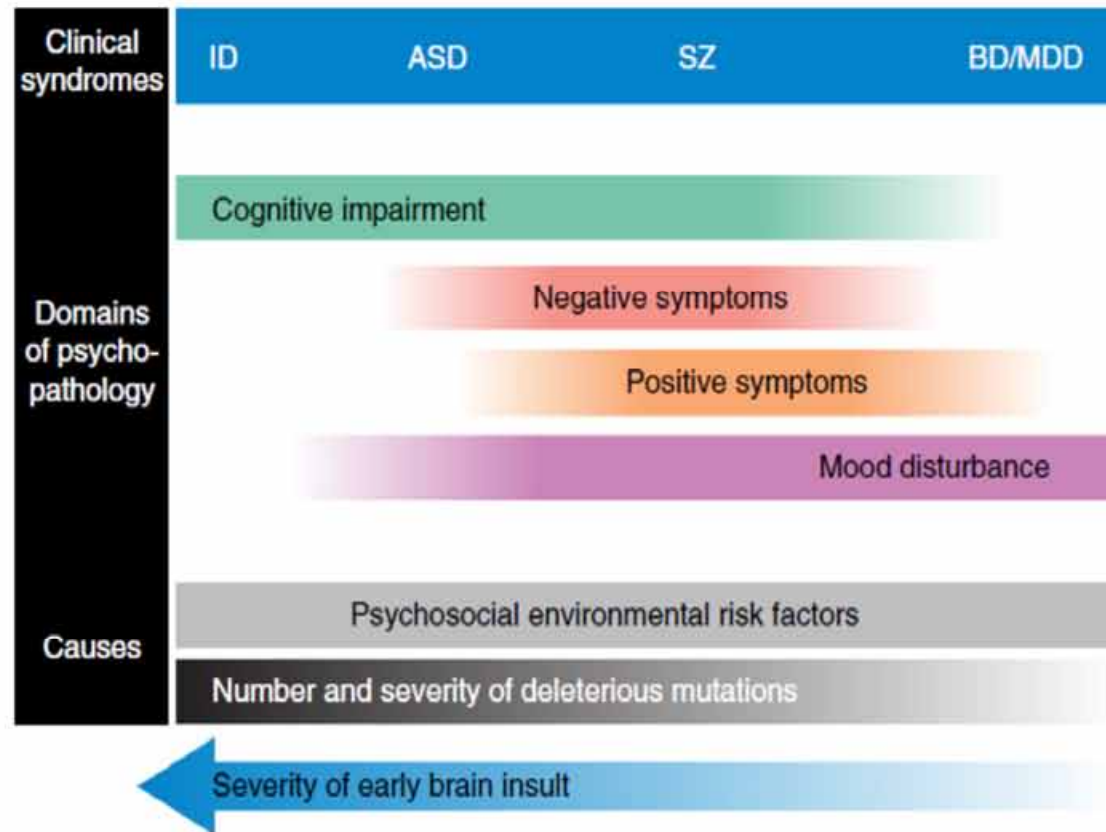 Clinical
syndromes
ID ASD SZ BD/MDD
Cognitive impairment
Negative symptoms
Domains
of psycho-
pathology
Positive symptoms
Mood disturbance
Psychosocial environmental risk factors
Causes
Number and severity of deleterious mutations
Severity of early brain insult